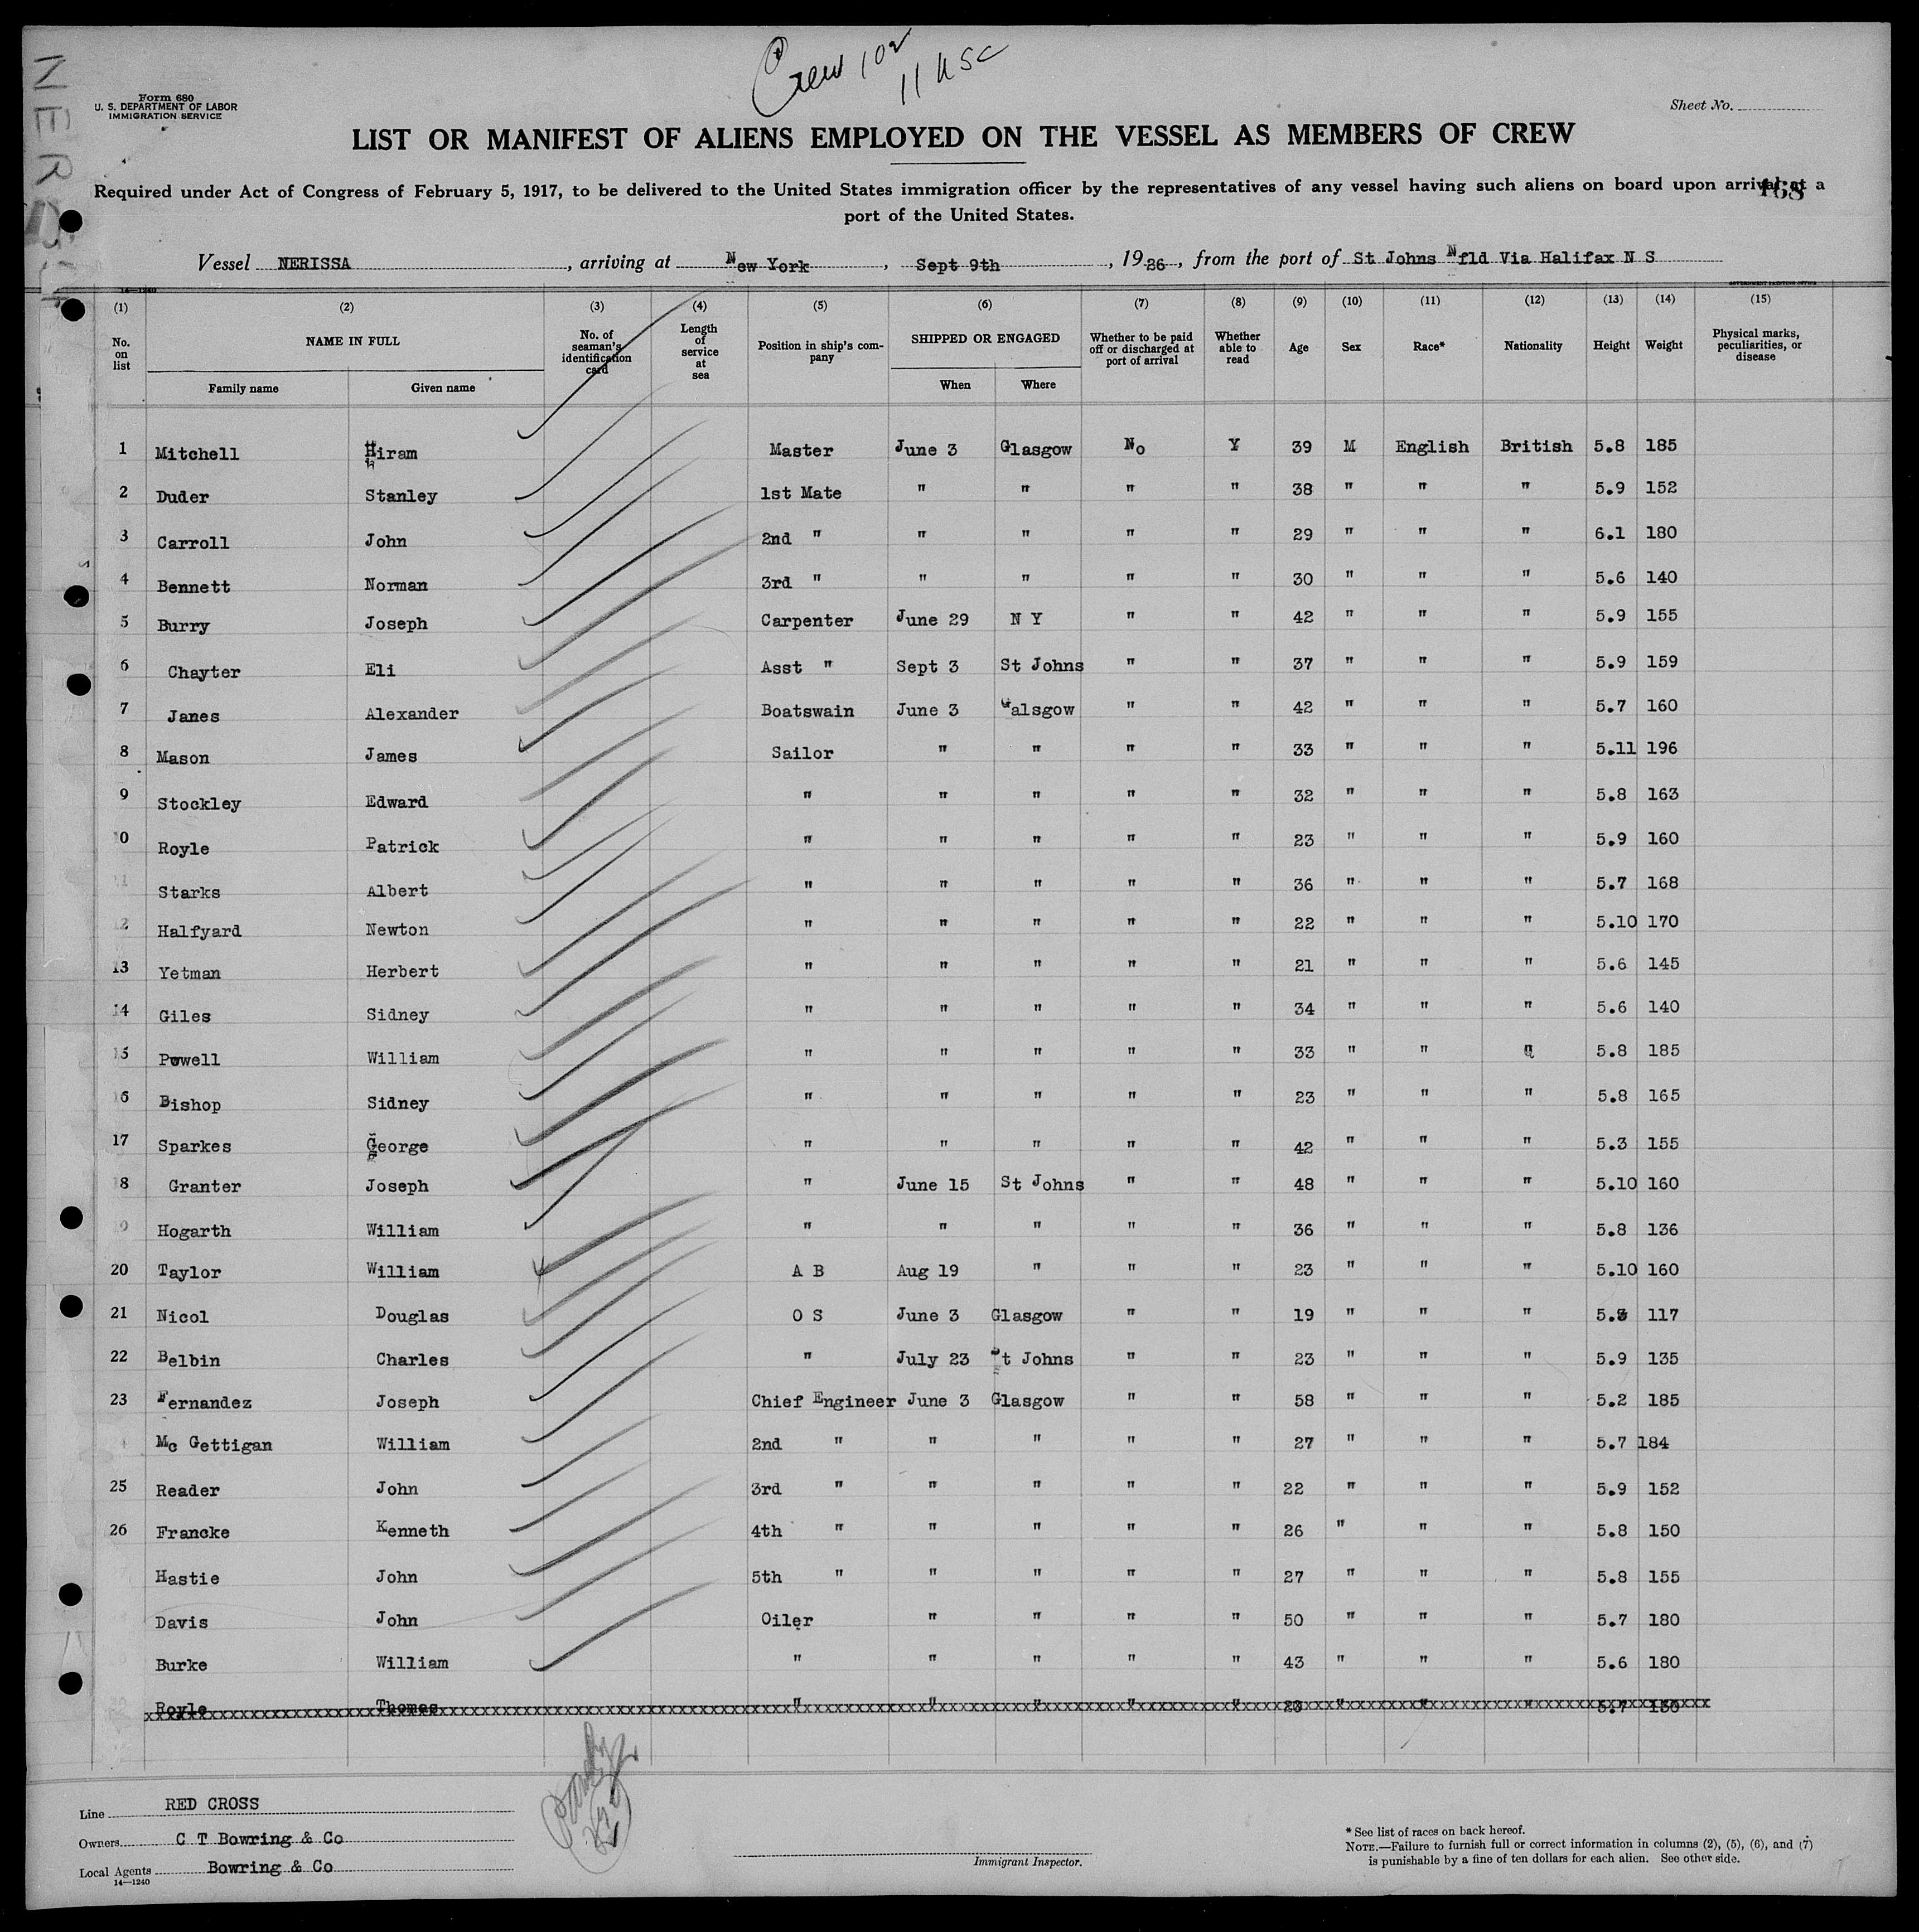 Crew 102
11 USC
NERISSA
Form 680
U. S. DEPARTMENT OF LABOR
IMMIGRATION SERVICE
Sheet No.
LIST OR MANIFEST OF ALIENS EMPLOYED ON THE VESSEL AS MEMBERS OF CREW
Required under Act of Congress of February 5, 1917, to be delivered to the United States immigration officer by the representatives of any vessel having such aliens on board upon arrival at a
168
port of the United States.
Vessel NERISSA, arriving at New York, Sept 9th, 1926, from the port of St Johns Nfld Via Halifax N S
14—1240 GOVERNMENT PRINTING OFFICE
(1) (2) (3) (4) (5) (6) (7) (8) (9) (10) (11) (12) (13) (14) (15)
No. on list NAME IN FULL No. of seaman's identification card Length of service at sea Position in ship's company SHIPPED OR ENGAGED Whether to be paid off or discharged at port of arrival Whether able to read Age Sex Race* Nationality Height Weight Physical marks, peculiarities, or disease
Family name Given name When Where
1 Mitchell Hiram Master June 3 Glasgow No Y 39 M English British 5.8 185
2 Duder Stanley 1st Mate " " " " 38 " " " 5.9 152
3 Carroll John 2nd " " " " " 29 " " " 6.1 180
4 Bennett Norman 3rd " " " " " 30 " " " 5.6 140
5 Burry Joseph Carpenter June 29 N Y " " 42 " " " 5.9 155
6 Chayter Eli Asst " Sept 3 St Johns " " 37 " " " 5.9 159
7 Janes Alexander Boatswain June 3 Galsgow " " 42 " " " 5.7 160
8 Mason James Sailor " " " " 33 " " " 5.11 196
9 Stockley Edward " " " " " 32 " " " 5.8 163
10 Royle Patrick " " " " " 23 " " " 5.9 160
11 Starks Albert " " " " " 36 " " " 5.7 168
12 Halfyard Newton " " " " " 22 " " " 5.10 170
13 Yetman Herbert " " " " " 21 " " " 5.6 145
14 Giles Sidney " " " " " 34 " " " 5.6 140
15 Powell William " " " " " 33 " " " 5.8 185
16 Bishop Sidney " " " " " 23 " " " 5.8 165
17 Sparkes George " " " " " 42 " " " 5.3 155
18 Granter Joseph " June 15 St Johns " " 48 " " " 5.10 160
19 Hogarth William " " " " " 36 " " " 5.8 136
20 Taylor William A B Aug 19 " " " 23 " " " 5.10 160
21 Nicol Douglas O S June 3 Glasgow " " 19 " " " 5.3 117
22 Belbin Charles " July 23 St Johns " " 23 " " " 5.9 135
23 Fernandez Joseph Chief Engineer June 3 Glasgow " " 58 " " " 5.2 185
Mc Gettigan William 2nd " " " " " 27 " " " 5.7 184
25 Reader John 3rd " " " " " 22 " " " 5.9 152
26 Francke Kenneth 4th " " " " " 26 " " " 5.8 150
Hastie John 5th " " " " " 27 " " " 5.8 155
Davis John Oiler " " " " 50 " " " 5.7 180
Burke William " " " " " 43 " " " 5.6 180
Royle Thomas " " " " " 23 " " " 5.7 150
Line RED CROSS
Owners C T Bowring & Co
Local Agents Bowring & Co
14—1240
Immigrant Inspector.
* See list of races on back hereof.
NOTE.—Failure to furnish full or correct information in columns (2), (5), (6), and (7)
is punishable by a fine of ten dollars for each alien. See other side.